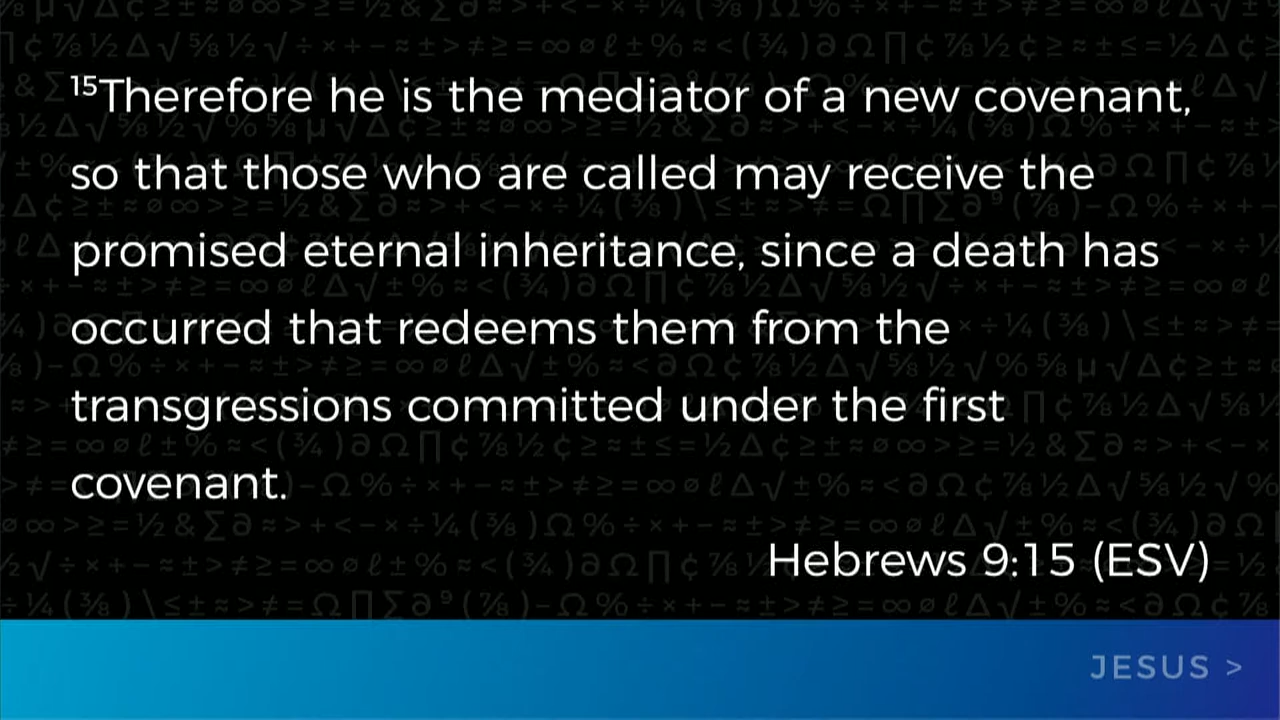 ¹⁵Therefore he is the mediator of a new covenant,
so that those who are called may receive the
promised eternal inheritance, since a death has
occurred that redeems them from the
transgressions committed under the first
covenant.
Hebrews 9:15 (ESV)
JESUS >